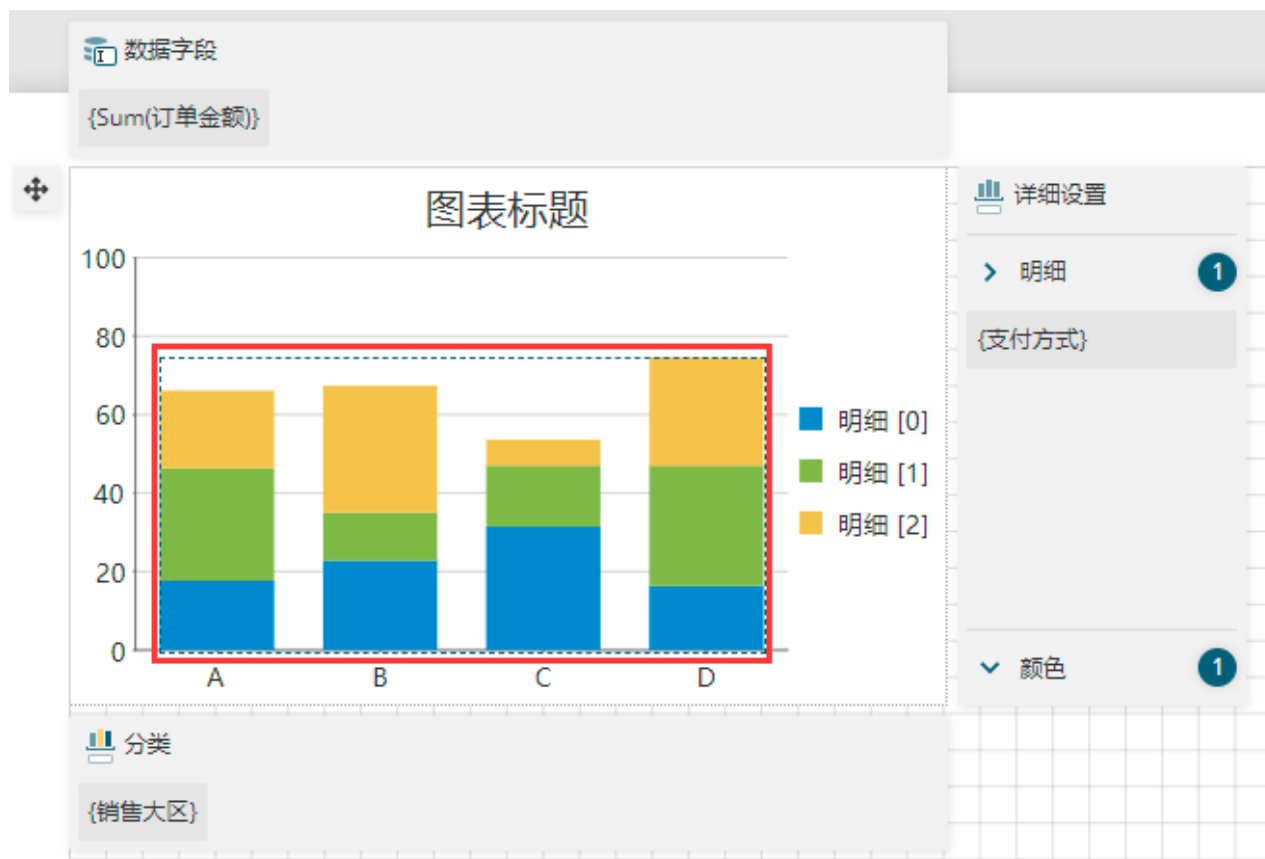 数据字段
{Sum(订单金额)}
图表标题
100
80
60
40
20
0
A B C D
明细 [0]
明细 [1]
明细 [2]
详细设置
明细 1
{支付方式}
颜色 1
分类
{销售大区}